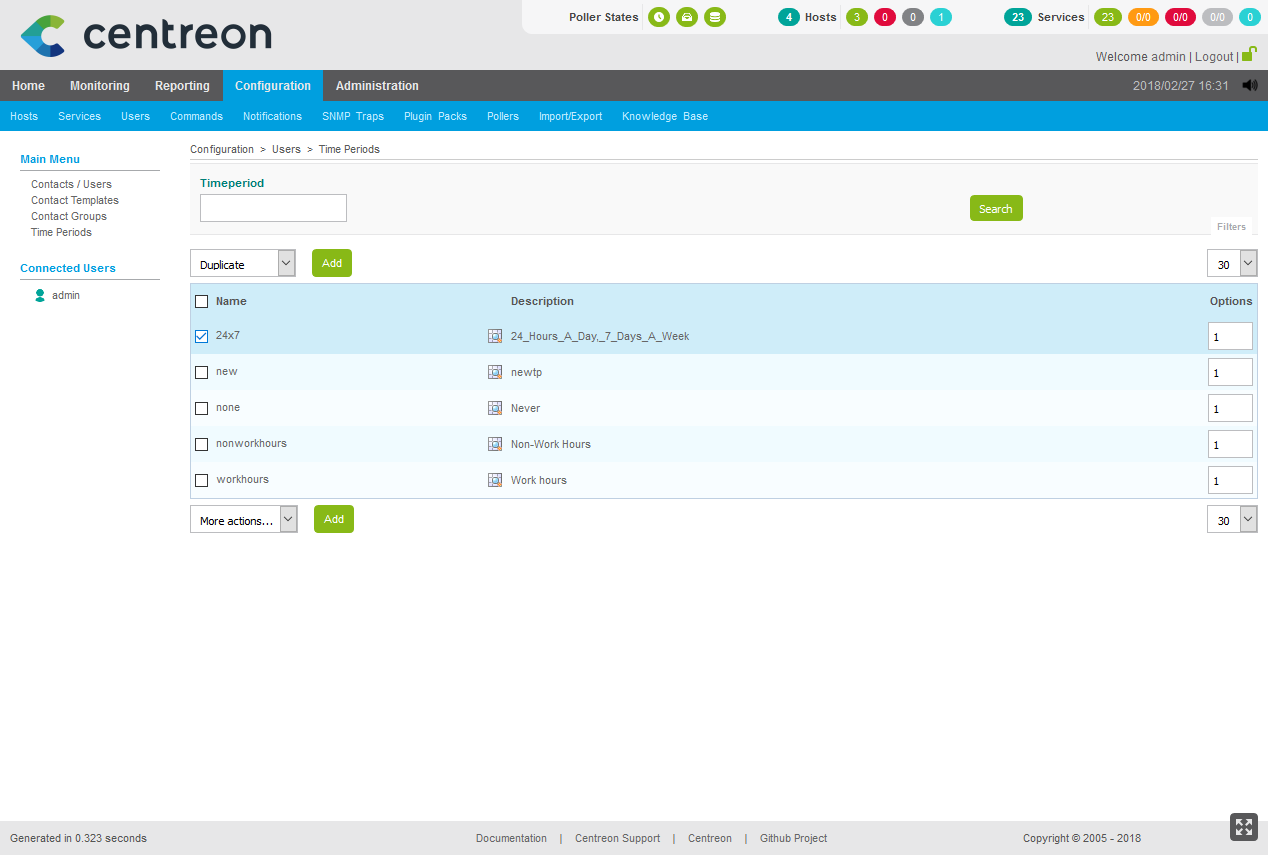 centreon
Poller States 4 Hosts 3 0 0 1 23 Services 23 0/0 0/0 0/0 0
Welcome admin | Logout |
Home Monitoring Reporting Configuration Administration 2018/02/27 16:31
Hosts Services Users Commands Notifications SNMP Traps Plugin Packs Pollers Import/Export Knowledge Base
Configuration > Users > Time Periods
Main Menu
Contacts / Users
Contact Templates
Contact Groups
Time Periods
Connected Users
admin
Timeperiod
Search
Filters
Duplicate Add 30
Name Description Options
24x7 24_Hours_A_Day,_7_Days_A_Week 1
new newtp 1
none Never 1
nonworkhours Non-Work Hours 1
workhours Work hours 1
More actions... Add 30
Generated in 0.323 seconds Documentation | Centreon Support | Centreon | Github Project Copyright © 2005 - 2018